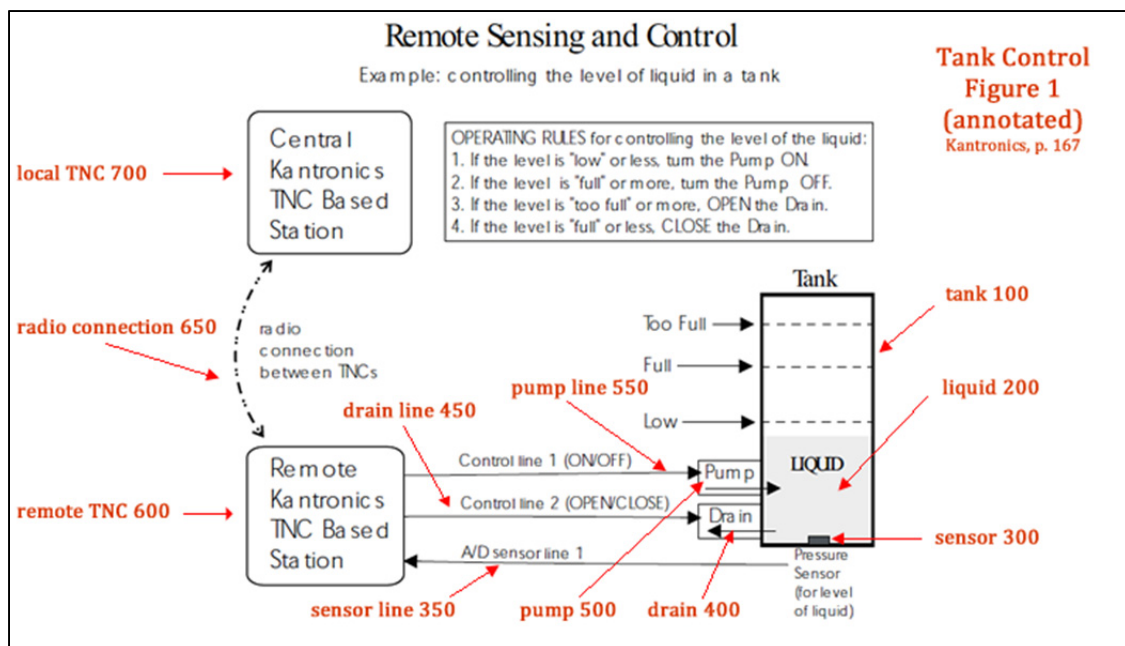 Remote Sensing and Control
Example: controlling the level of liquid in a tank
Tank Control
Figure 1
(annotated)
Kantronics, p. 167
local TNC 700
Central
Kantronics
TNC Based
Station
OPERATING RULES for controlling the level of the liquid:
1. If the level is "low" or less, turn the Pump ON.
2. If the level is "full" or more, turn the Pump OFF.
3. If the level is "too full" or more, OPEN the Drain.
4. If the level is "full" or less, CLOSE the Drain.
Tank
tank 100
Too Full
radio connection 650
radio
connection
between TNCs
Full
pump line 550
liquid 200
drain line 450
Low
Remote
Kantronics
TNC Based
Station
Control line 1 (ON/OFF)
Pump
LIQUID
remote TNC 600
Control line 2 (OPEN/CLOSE)
Drain
sensor 300
A/D sensor line 1
Pressure
Sensor
(for level
of liquid)
sensor line 350
pump 500
drain 400